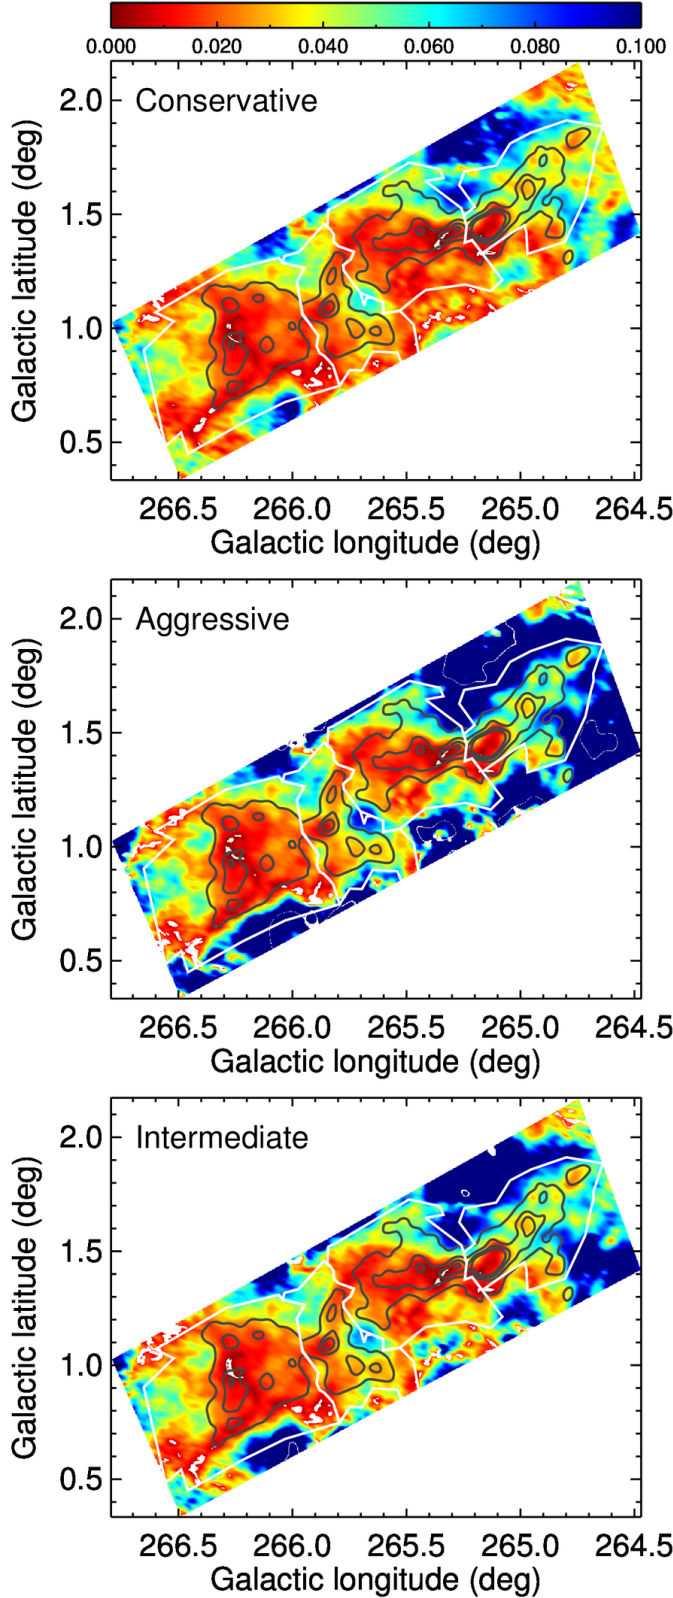 0.000 0.020 0.040 0.060 0.080 0.100
Conservative
2.0
1.5
1.0
0.5
Galactic latitude (deg)
266.5 266.0 265.5 265.0 264.5
Galactic longitude (deg)
Aggressive
2.0
1.5
1.0
0.5
Galactic latitude (deg)
266.5 266.0 265.5 265.0 264.5
Galactic longitude (deg)
Intermediate
2.0
1.5
1.0
0.5
Galactic latitude (deg)
266.5 266.0 265.5 265.0 264.5
Galactic longitude (deg)